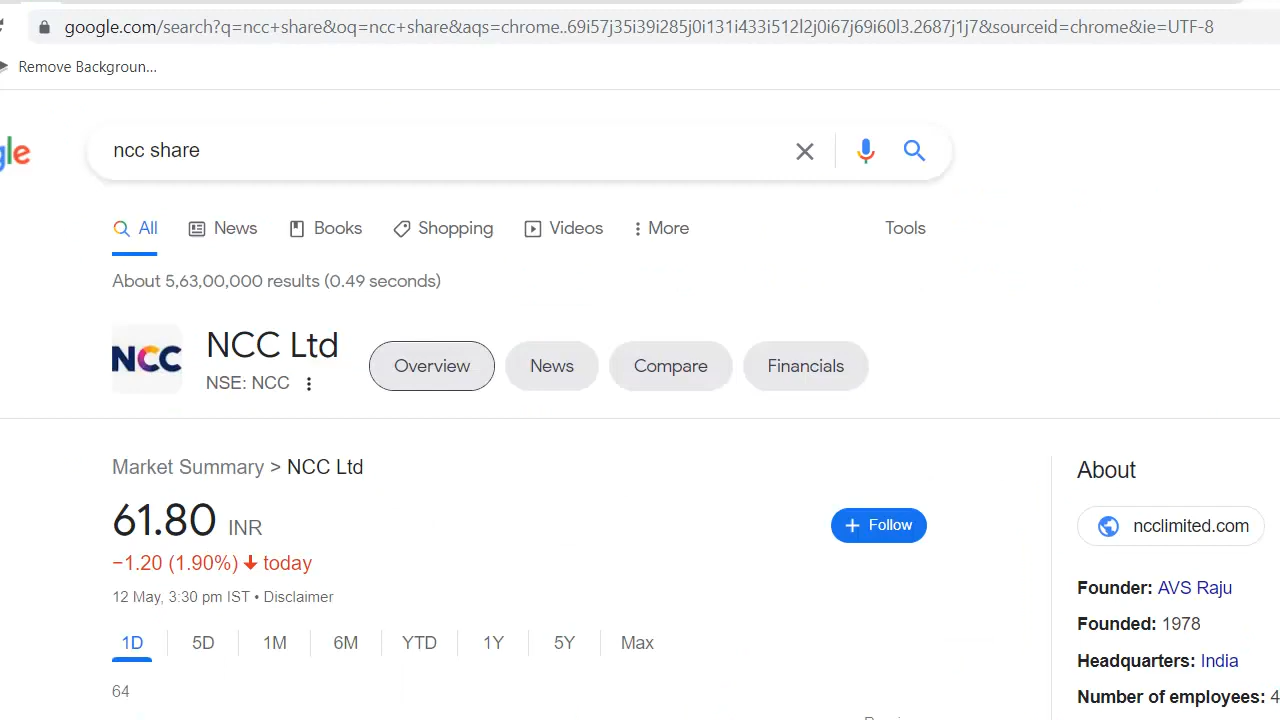 google.com/search?q=ncc+share&oq=ncc+share&aqs=chrome..69i57j35i39i285j0i131i433i512l2j0i67j69i60l3.2687j1j7&sourceid=chrome&ie=UTF-8
Remove Backgroun...
gle
ncc share
All News Books Shopping Videos More Tools
About 5,63,00,000 results (0.49 seconds)
NCC
NCC Ltd
NSE: NCC
Overview News Compare Financials
Market Summary > NCC Ltd
61.80 INR
+ Follow
−1.20 (1.90%) today
12 May, 3:30 pm IST • Disclaimer
1D 5D 1M 6M YTD 1Y 5Y Max
64
About
ncclimited.com
Founder: AVS Raju
Founded: 1978
Headquarters: India
Number of employees: 4